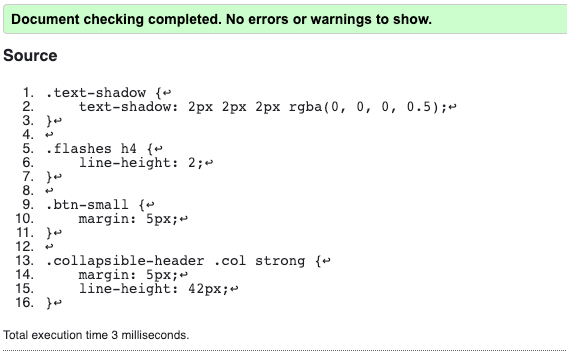 Document checking completed. No errors or warnings to show.
Source
1. .text-shadow {↩
2.     text-shadow: 2px 2px 2px rgba(0, 0, 0, 0.5);↩
3. }↩
4. ↩
5. .flashes h4 {↩
6.     line-height: 2;↩
7. }↩
8. ↩
9. .btn-small {↩
10.     margin: 5px;↩
11. }↩
12. ↩
13. .collapsible-header .col strong {↩
14.     margin: 5px;↩
15.     line-height: 42px;↩
16. }↩
Total execution time 3 milliseconds.